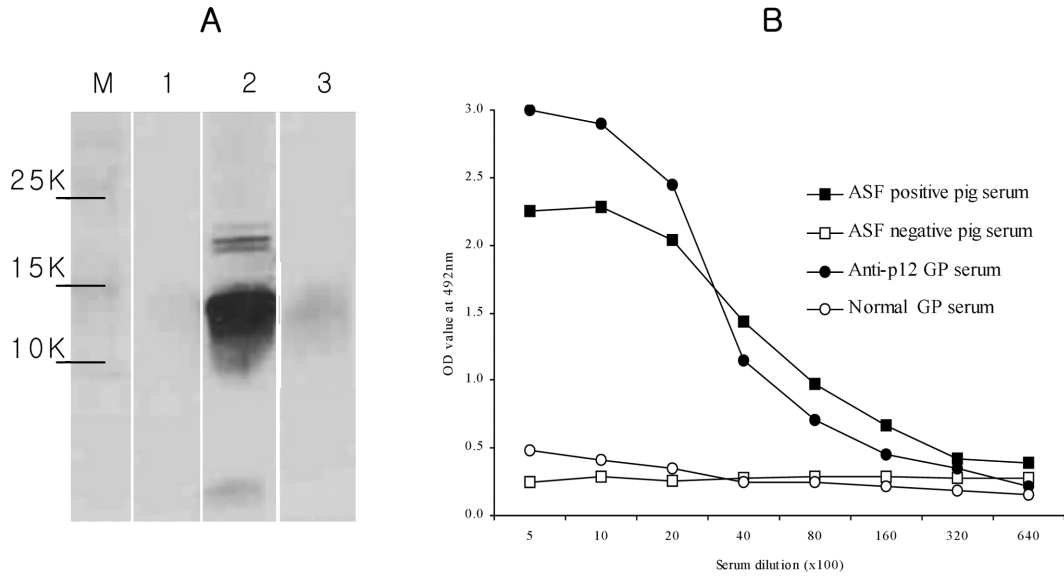 A
M 1 2 3
25K
15K
10K
B
OD value at 492nm
3.0
2.5
2.0
1.5
1.0
0.5
0.0
ASF positive pig serum
ASF negative pig serum
Anti-p12 GP serum
Normal GP serum
5 10 20 40 80 160 320 640
Serum dilution (x100)